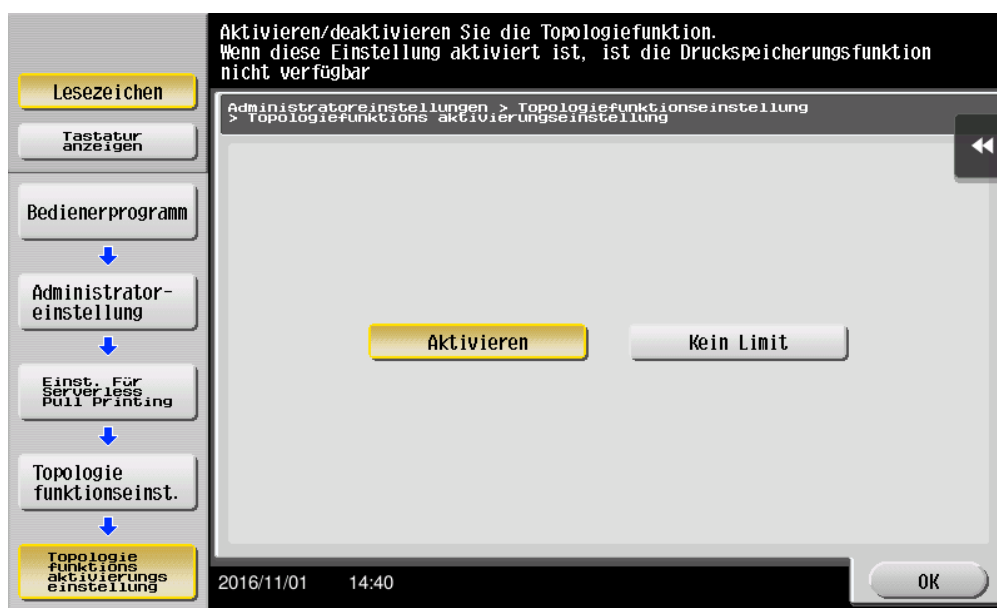 Aktivieren/deaktivieren Sie die Topologiefunktion.
Wenn diese Einstellung aktiviert ist, ist die Druckspeicherungsfunktion
nicht verfügbar
Lesezeichen
Tastatur
anzeigen
Administratoreinstellungen > Topologiefunktionseinstellung
> Topologiefunktions aktivierungseinstellung
Bedienerprogramm
Administrator-
einstellung
Einst. Für
Serverless
Pull Printing
Topologie
funktionseinst.
Topologie
funktions
aktivierungs
einstellung
Aktivieren
Kein Limit
2016/11/01 14:40
OK